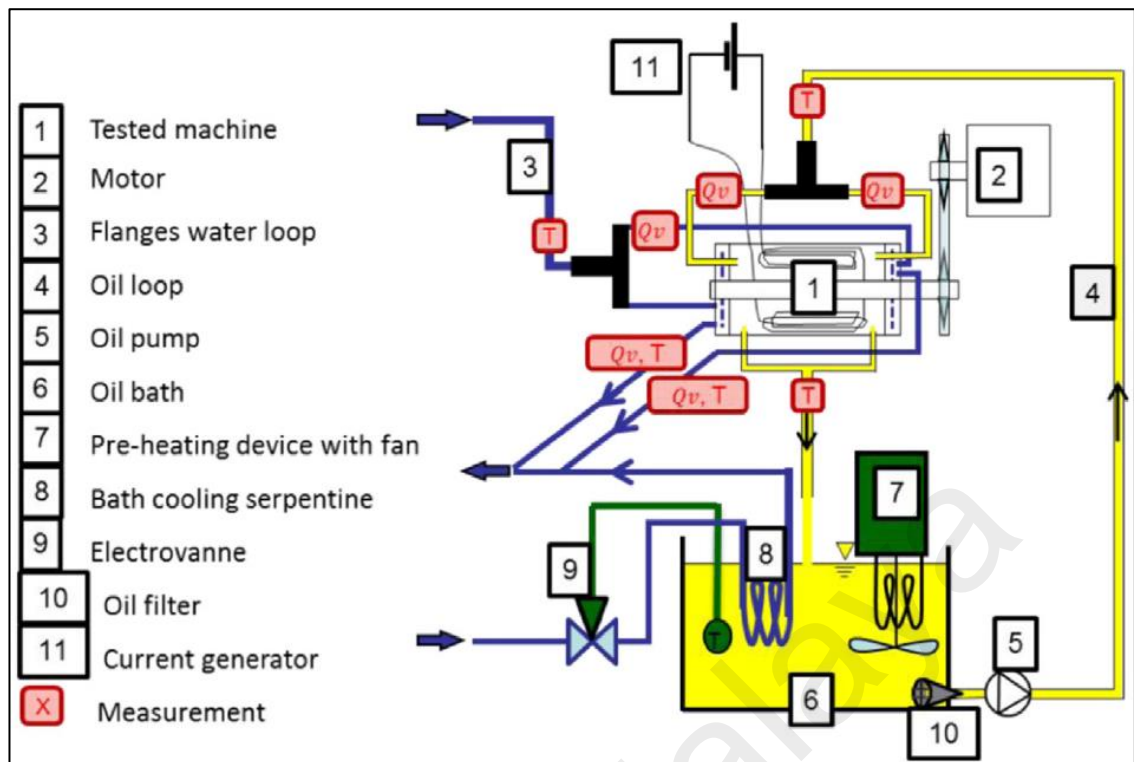 1 Tested machine
2 Motor
3 Flanges water loop
4 Oil loop
5 Oil pump
6 Oil bath
7 Pre-heating device with fan
8 Bath cooling serpentine
9 Electrovanne
10 Oil filter
11 Current generator
X Measurement
11
T
3
2
Qv
Qv
T
Qv
1
4
Qv, T
Qv, T
T
7
8
9
T
5
6
10
alaya